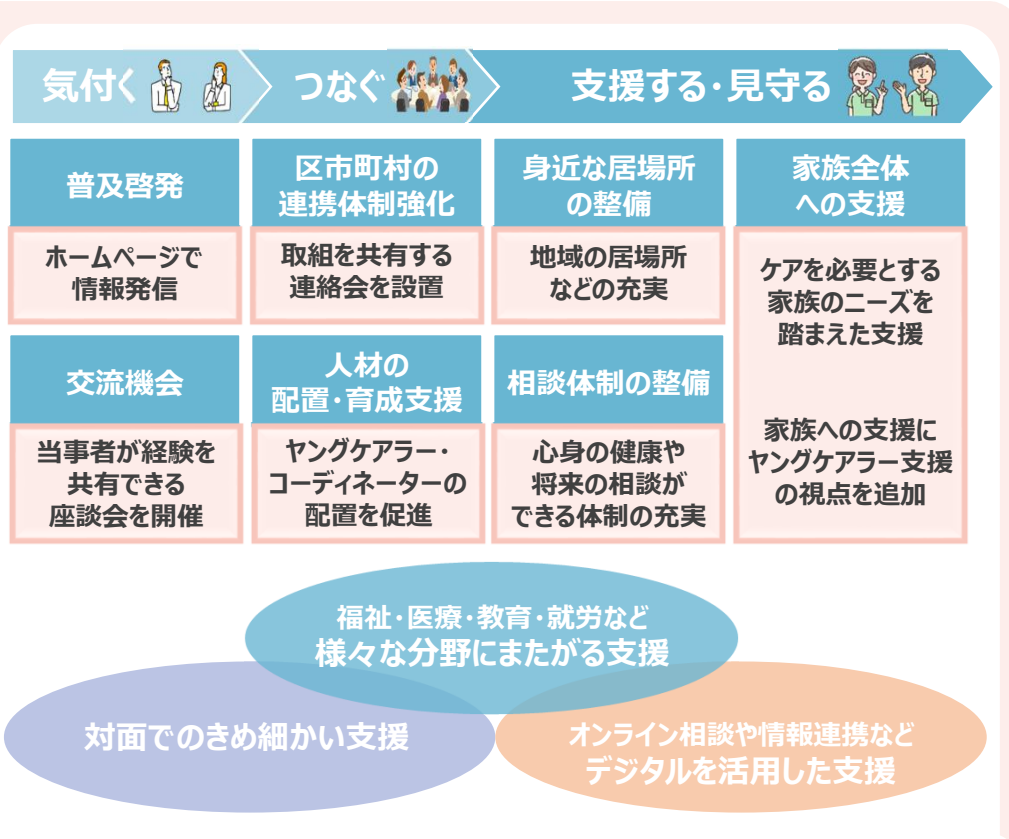 気付く
つなぐ
支援する・見守る
普及啓発
ホームページで
情報発信
交流機会
当事者が経験を
共有できる
座談会を開催
区市町村の
連携体制強化
取組を共有する
連絡会を設置
人材の
配置・育成支援
ヤングケアラー・
コーディネーターの
配置を促進
身近な居場所
の整備
地域の居場所
などの充実
相談体制の整備
心身の健康や
将来の相談が
できる体制の充実
家族全体
への支援
ケアを必要とする
家族のニーズを
踏まえた支援
家族への支援に
ヤングケアラー支援
の視点を追加
福祉・医療・教育・就労など
様々な分野にまたがる支援
対面でのきめ細かい支援
オンライン相談や情報連携など
デジタルを活用した支援